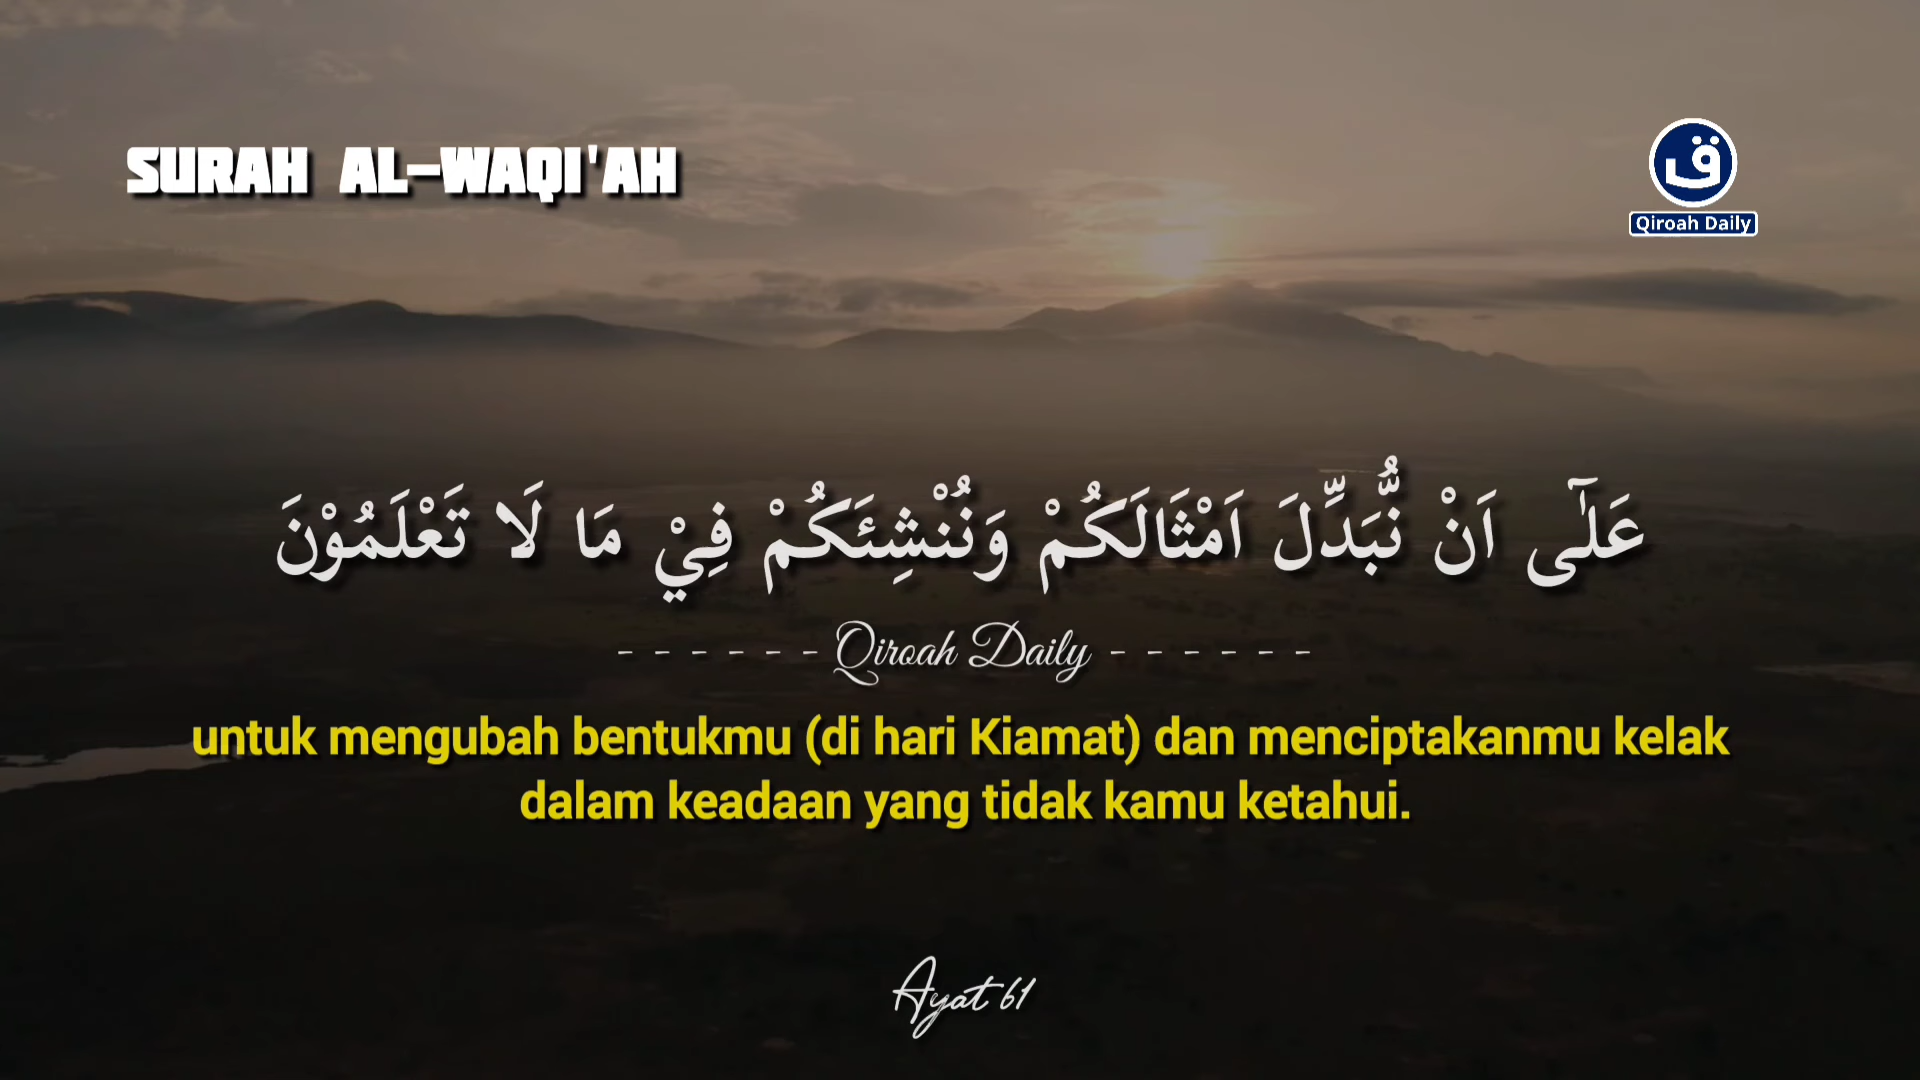 SURAH AL-WAQI'AH
ق
Qiroah Daily
عَلٰٓى اَنْ نُّبَدِّلَ اَمْثَالَكُمْ وَنُنْشِئَكُمْ فِيْ مَا لَا تَعْلَمُوْنَ
- - - - - - Qiroah Daily - - - - - -
untuk mengubah bentukmu (di hari Kiamat) dan menciptakanmu kelak
dalam keadaan yang tidak kamu ketahui.
Ayat 61